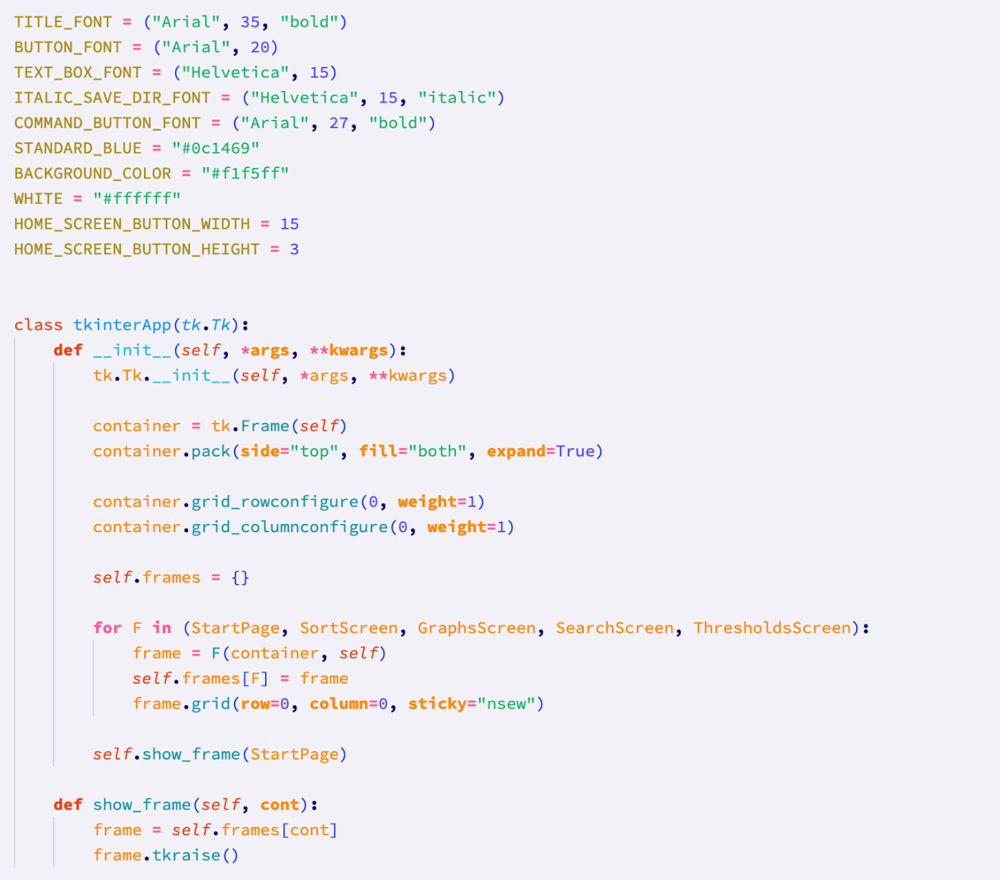 TITLE_FONT = ("Arial", 35, "bold")
BUTTON_FONT = ("Arial", 20)
TEXT_BOX_FONT = ("Helvetica", 15)
ITALIC_SAVE_DIR_FONT = ("Helvetica", 15, "italic")
COMMAND_BUTTON_FONT = ("Arial", 27, "bold")
STANDARD_BLUE = "#0c1469"
BACKGROUND_COLOR = "#f1f5ff"
WHITE = "#ffffff"
HOME_SCREEN_BUTTON_WIDTH = 15
HOME_SCREEN_BUTTON_HEIGHT = 3


class tkinterApp(tk.Tk):
    def __init__(self, *args, **kwargs):
        tk.Tk.__init__(self, *args, **kwargs)

        container = tk.Frame(self)
        container.pack(side="top", fill="both", expand=True)

        container.grid_rowconfigure(0, weight=1)
        container.grid_columnconfigure(0, weight=1)

        self.frames = {}

        for F in (StartPage, SortScreen, GraphsScreen, SearchScreen, ThresholdsScreen):
            frame = F(container, self)
            self.frames[F] = frame
            frame.grid(row=0, column=0, sticky="nsew")

        self.show_frame(StartPage)

    def show_frame(self, cont):
        frame = self.frames[cont]
        frame.tkraise()